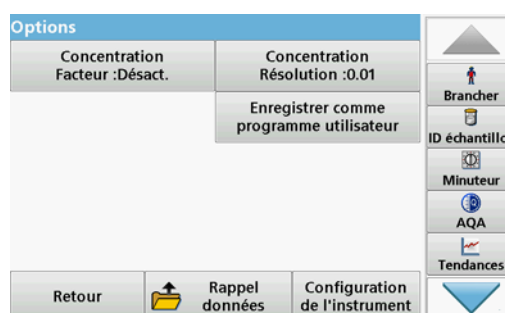 Options
Concentration
Facteur :Désact.
Concentration
Résolution :0.01
Enregistrer comme
programme utilisateur
Brancher
ID échantillo
Minuteur
AQA
Tendances
Retour
Rappel
données
Configuration
de l'instrument